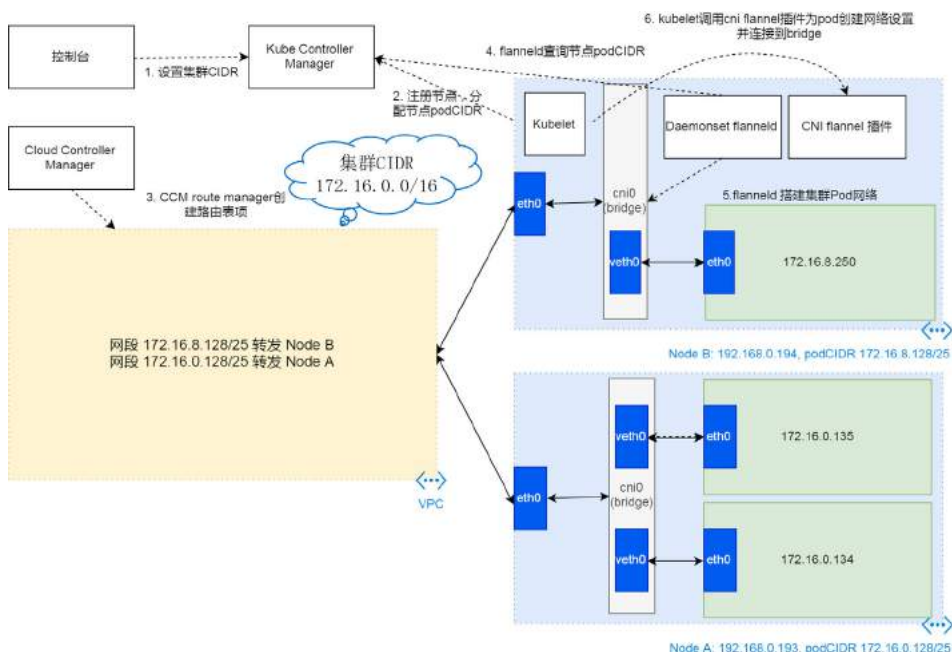 6. kubelet调用cni flannel插件为pod创建网络设置
并连接到bridge
控制台
Kube Controller
Manager
4. flanneld查询节点podCIDR
1. 设置集群CIDR
2. 注册节点、分
配节点podCIDR
Kubelet
Daemonset flanneld
CNI flannel 插件
Cloud Controller
Manager
集群CIDR
172.16.0.0/16
3. CCM route manager创
建路由表项
cni0
(bridge)
5.flanneld 搭建集群Pod网络
eth0
veth0
eth0
172.16.8.250
网段 172.16.8.128/25 转发 Node B
网段 172.16.0.128/25 转发 Node A
Node B: 192.168.0.194, podCIDR 172.16.8.128/25
veth0
eth0
172.16.0.135
VPC
eth0
cni0
(bridge)
veth0
eth0
172.16.0.134
Node A: 192.168.0.193, podCIDR 172.16.0.128/25